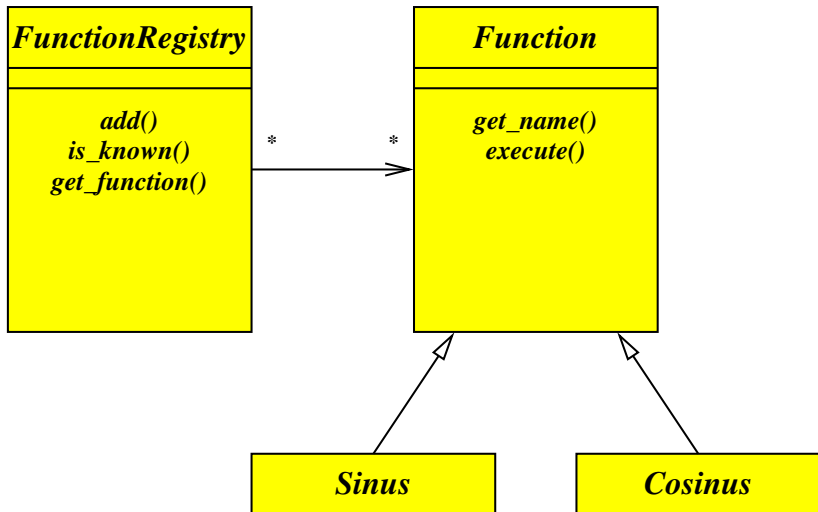 FunctionRegistry
add()
is_known()
get_function()
*
*
Function
get_name()
execute()
Sinus
Cosinus